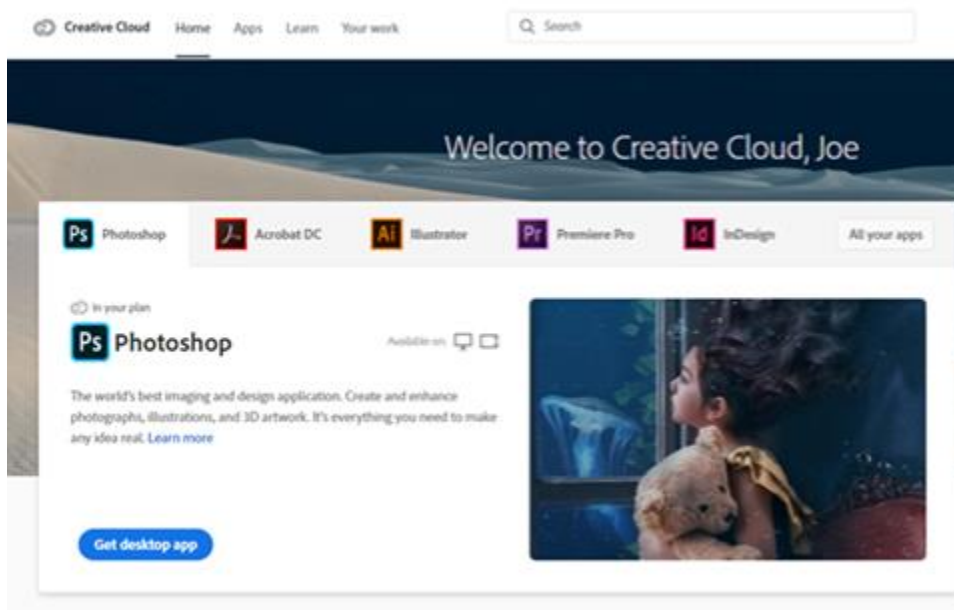 Creative Cloud Home Apps Learn Your work Search
Welcome to Creative Cloud, Joe
Ps Photoshop Acrobat DC Ai Illustrator Pr Premiere Pro Id InDesign All your apps
In your plan
Ps Photoshop Available on:
The world's best imaging and design application. Create and enhance
photographs, illustrations, and 3D artwork. It's everything you need to make
any idea real. Learn more
Get desktop app